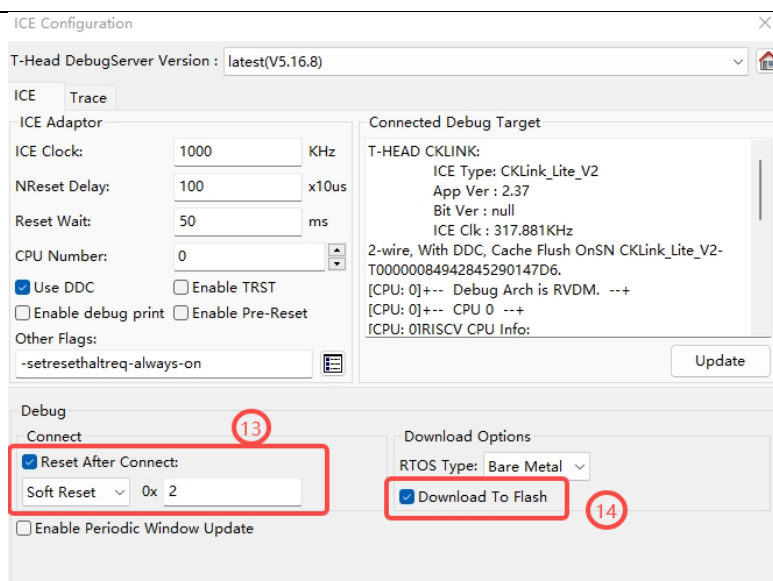 ICE Configuration
T-Head DebugServer Version : latest(V5.16.8)
ICE Trace
ICE Adaptor
ICE Clock: 1000 KHz
NReset Delay: 100 x10us
Reset Wait: 50 ms
CPU Number: 0
Use DDC Enable TRST
Enable debug print Enable Pre-Reset
Other Flags:
-setresethaltreq-always-on
Connected Debug Target
T-HEAD CKLINK:
ICE Type: CKLink_Lite_V2
App Ver : 2.37
Bit Ver : null
ICE Clk : 317.881KHz
2-wire, With DDC, Cache Flush OnSN CKLink_Lite_V2-
T00000084942845290147D6.
[CPU: 0]+-- Debug Arch is RVDM. --+
[CPU: 0]+-- CPU 0 --+
[CPU: 0]RISCV CPU Info:
Update
Debug
Connect
13
Reset After Connect:
Soft Reset 0x 2
Enable Periodic Window Update
Download Options
RTOS Type: Bare Metal
Download To Flash
14